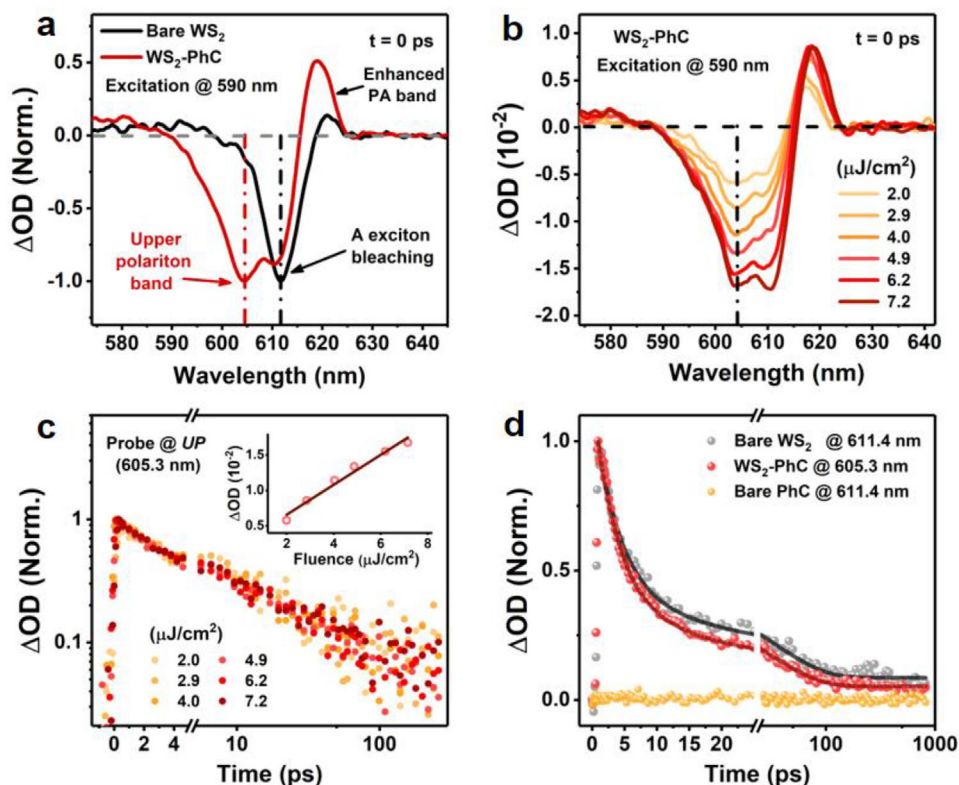 a
Bare WS₂
WS₂-PhC
Excitation @ 590 nm
t = 0 ps
Enhanced
PA band
Upper
polariton
band
A exciton
bleaching
ΔOD (Norm.)
0.5
0.0
-0.5
-1.0
580 590 600 610 620 630 640
Wavelength (nm)
b
WS₂-PhC
Excitation @ 590 nm
t = 0 ps
(μJ/cm²)
2.0
2.9
4.0
4.9
6.2
7.2
ΔOD (10⁻²)
1.0
0.5
0.0
-0.5
-1.0
-1.5
-2.0
580 590 600 610 620 630 640
Wavelength (nm)
c
Probe @ UP
(605.3 nm)
ΔOD (10⁻²)
1.5
1.0
0.5
0 2 4 6 8
Fluence (μJ/cm²)
(μJ/cm²)
2.0 4.9
2.9 6.2
4.0 7.2
ΔOD (Norm.)
1
0.1
0 2 4 10 100
Time (ps)
d
Bare WS₂ @ 611.4 nm
WS₂-PhC @ 605.3 nm
Bare PhC @ 611.4 nm
ΔOD (Norm.)
1.0
0.5
0.0
0 5 10 15 20 100 1000
Time (ps)